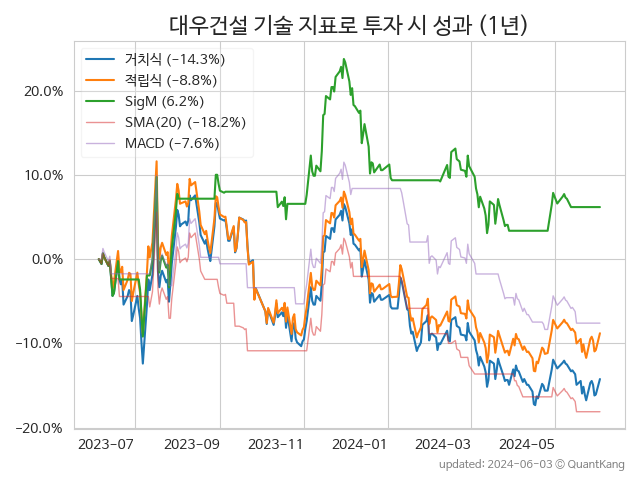 대우건설 기술 지표로 투자 시 성과 (1년)
거치식 (−14.3%)
적립식 (−8.8%)
SigM (6.2%)
SMA(20) (−18.2%)
MACD (−7.6%)
20.0%
10.0%
0.0%
−10.0%
−20.0%
2023-07 2023-09 2023-11 2024-01 2024-03 2024-05
updated: 2024-06-03 © QuantKang